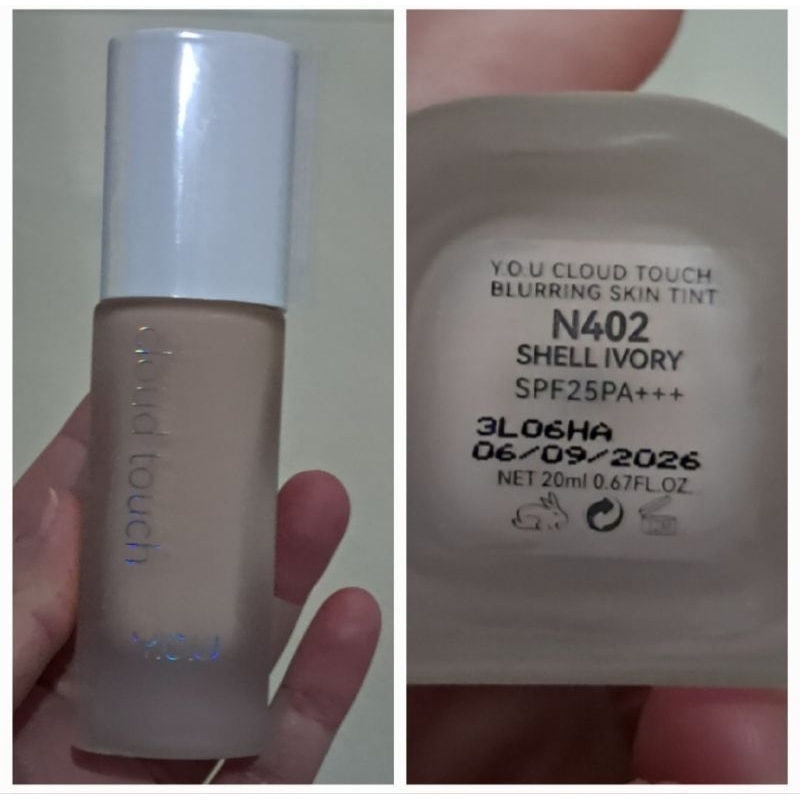 cloud touch
Y.O.U
Y.O.U CLOUD TOUCH
BLURRING SKIN TINT
N402
SHELL IVORY
SPF25PA+++
3L06HA
06/09/2026
NET 20ml 0.67FL.OZ.